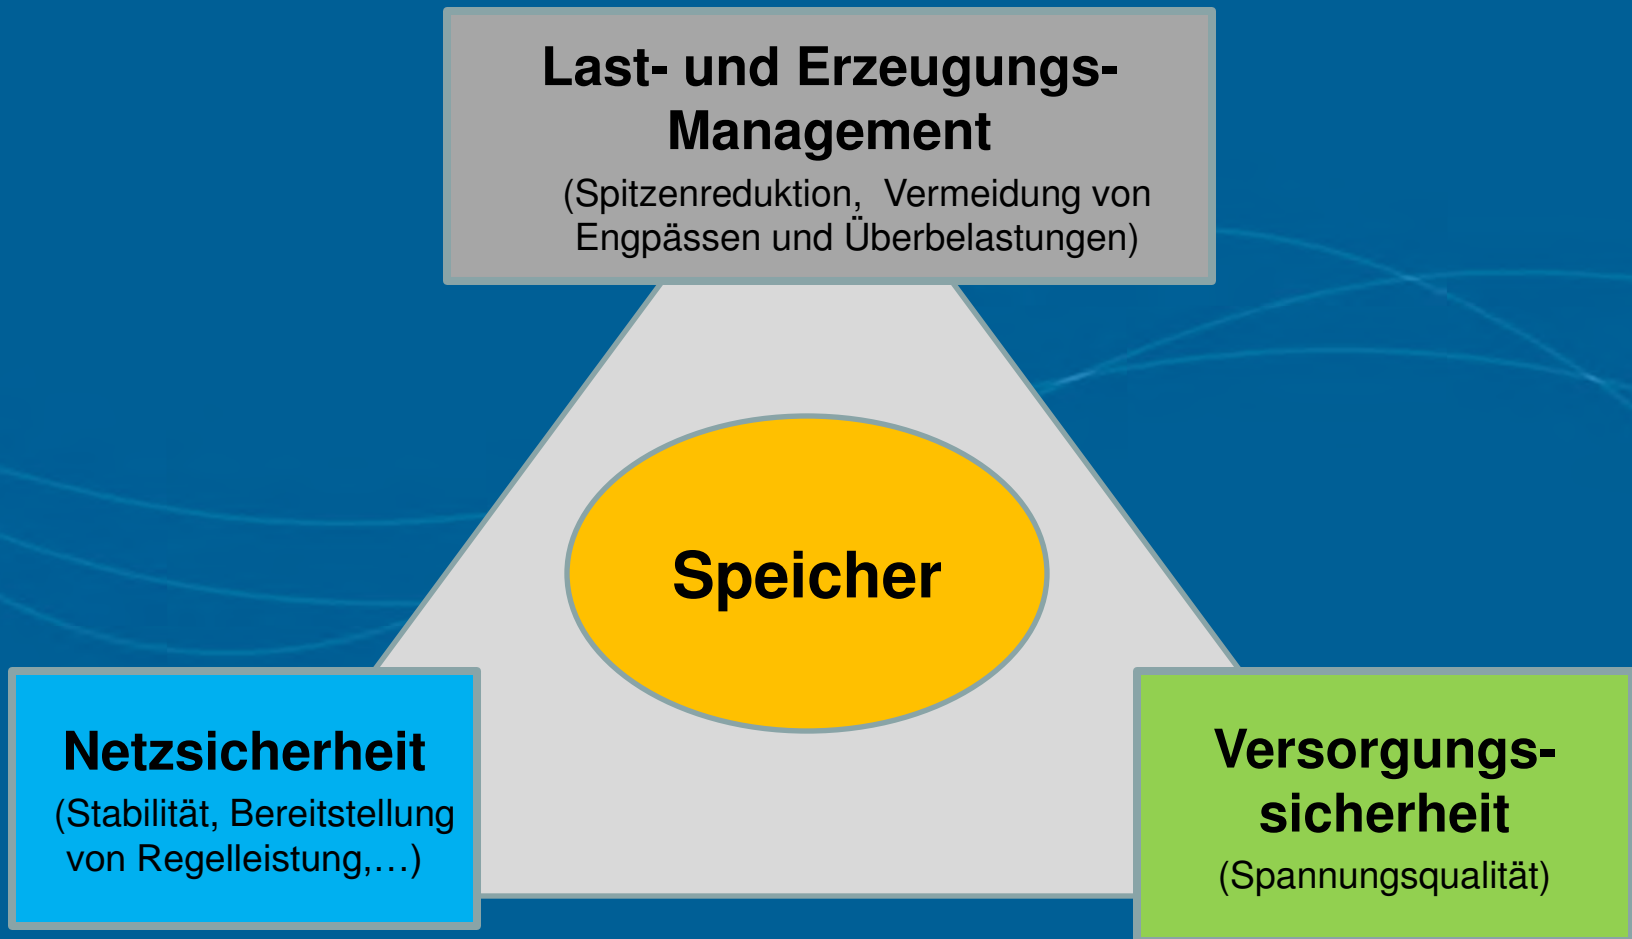 Last- und Erzeugungs-
Management
(Spitzenreduktion, Vermeidung von
Engpässen und Überbelastungen)
Speicher
Netzsicherheit
(Stabilität, Bereitstellung
von Regelleistung,…)
Versorgungs-
sicherheit
(Spannungsqualität)